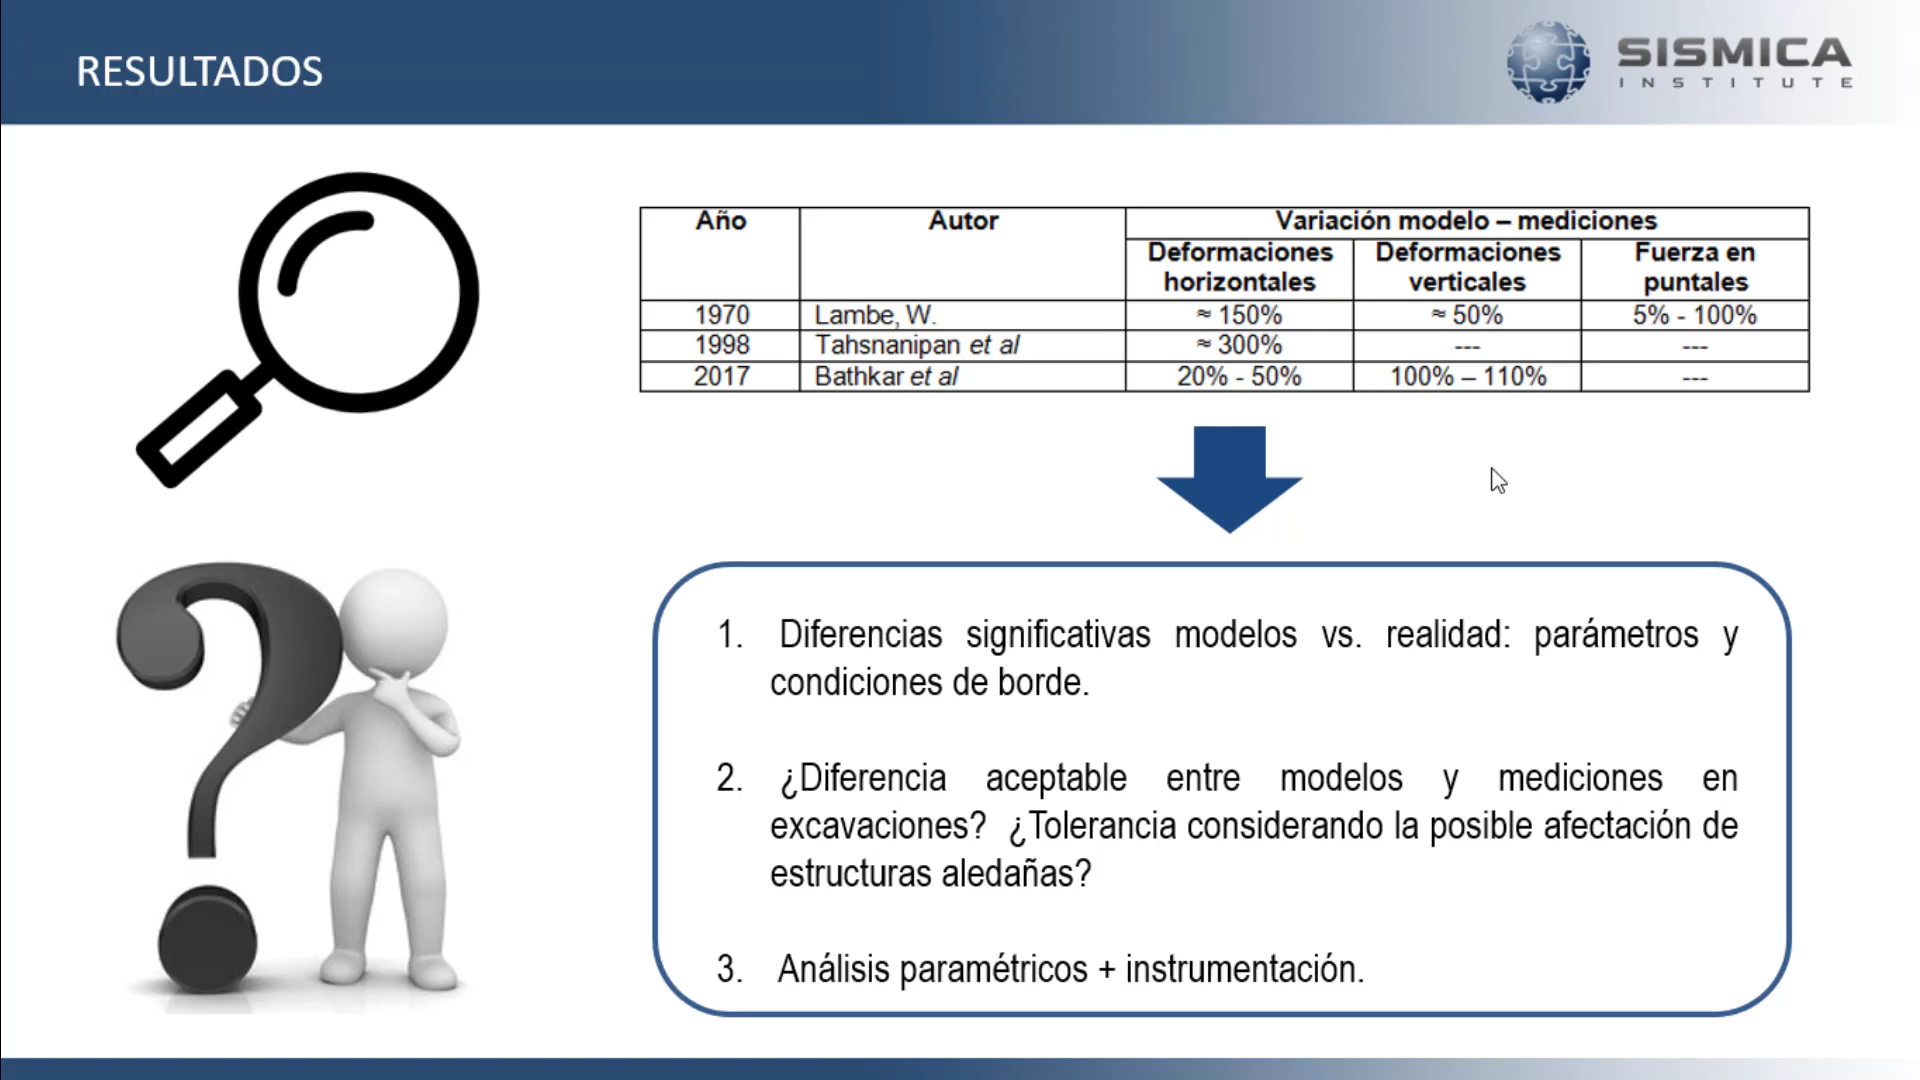 RESULTADOS
SISMICA
INSTITUTE
Año Autor Variación modelo – mediciones
Deformaciones horizontales Deformaciones verticales Fuerza en puntales
1970 Lambe, W. ≈ 150% ≈ 50% 5% - 100%
1998 Tahsnanipan et al ≈ 300% --- ---
2017 Bathkar et al 20% - 50% 100% – 110% ---
1. Diferencias significativas modelos vs. realidad: parámetros y
condiciones de borde.
2. ¿Diferencia aceptable entre modelos y mediciones en
excavaciones? ¿Tolerancia considerando la posible afectación de
estructuras aledañas?
3. Análisis paramétricos + instrumentación.